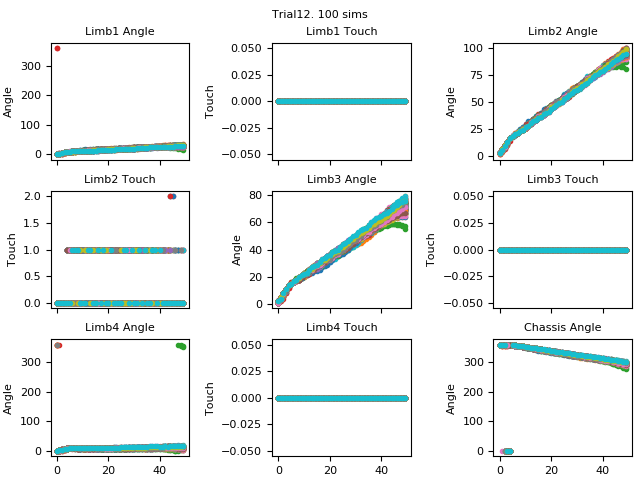 Trial12. 100 sims
Limb1 Angle
Limb1 Touch
Limb2 Angle
Angle
300
200
100
0
Touch
0.050
0.025
0.000
−0.025
−0.050
Angle
100
75
50
25
0
Limb2 Touch
Limb3 Angle
Limb3 Touch
Touch
2.0
1.5
1.0
0.5
0.0
Angle
80
60
40
20
0
Touch
0.050
0.025
0.000
−0.025
−0.050
Limb4 Angle
Limb4 Touch
Chassis Angle
Angle
300
200
100
0
Touch
0.050
0.025
0.000
−0.025
−0.050
Angle
300
200
100
0
0 20 40
0 20 40
0 20 40